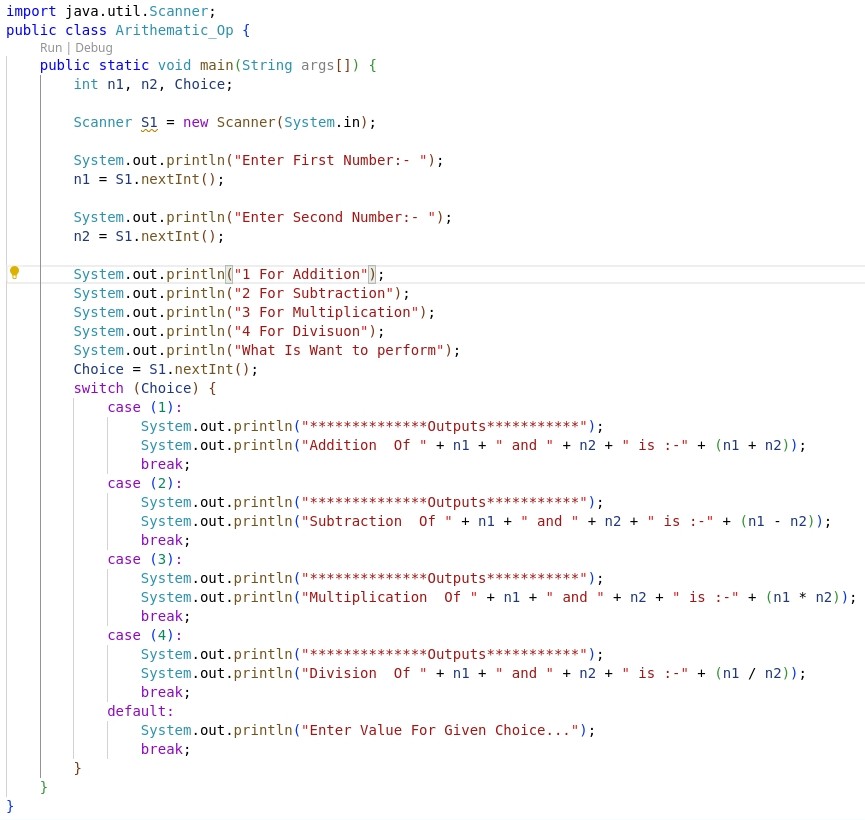 import java.util.Scanner;
public class Arithematic_Op {
Run | Debug
    public static void main(String args[]) {
        int n1, n2, Choice;

        Scanner S1 = new Scanner(System.in);

        System.out.println("Enter First Number:- ");
        n1 = S1.nextInt();

        System.out.println("Enter Second Number:- ");
        n2 = S1.nextInt();

        System.out.println("1 For Addition");
        System.out.println("2 For Subtraction");
        System.out.println("3 For Multiplication");
        System.out.println("4 For Divisuon");
        System.out.println("What Is Want to perform");
        Choice = S1.nextInt();
        switch (Choice) {
            case (1):
                System.out.println("**************Outputs***********");
                System.out.println("Addition  Of " + n1 + " and " + n2 + " is :-" + (n1 + n2));
                break;
            case (2):
                System.out.println("**************Outputs***********");
                System.out.println("Subtraction  Of " + n1 + " and " + n2 + " is :-" + (n1 - n2));
                break;
            case (3):
                System.out.println("**************Outputs***********");
                System.out.println("Multiplication  Of " + n1 + " and " + n2 + " is :-" + (n1 * n2));
                break;
            case (4):
                System.out.println("**************Outputs***********");
                System.out.println("Division  Of " + n1 + " and " + n2 + " is :-" + (n1 / n2));
                break;
            default:
                System.out.println("Enter Value For Given Choice...");
                break;
        }
    }
}